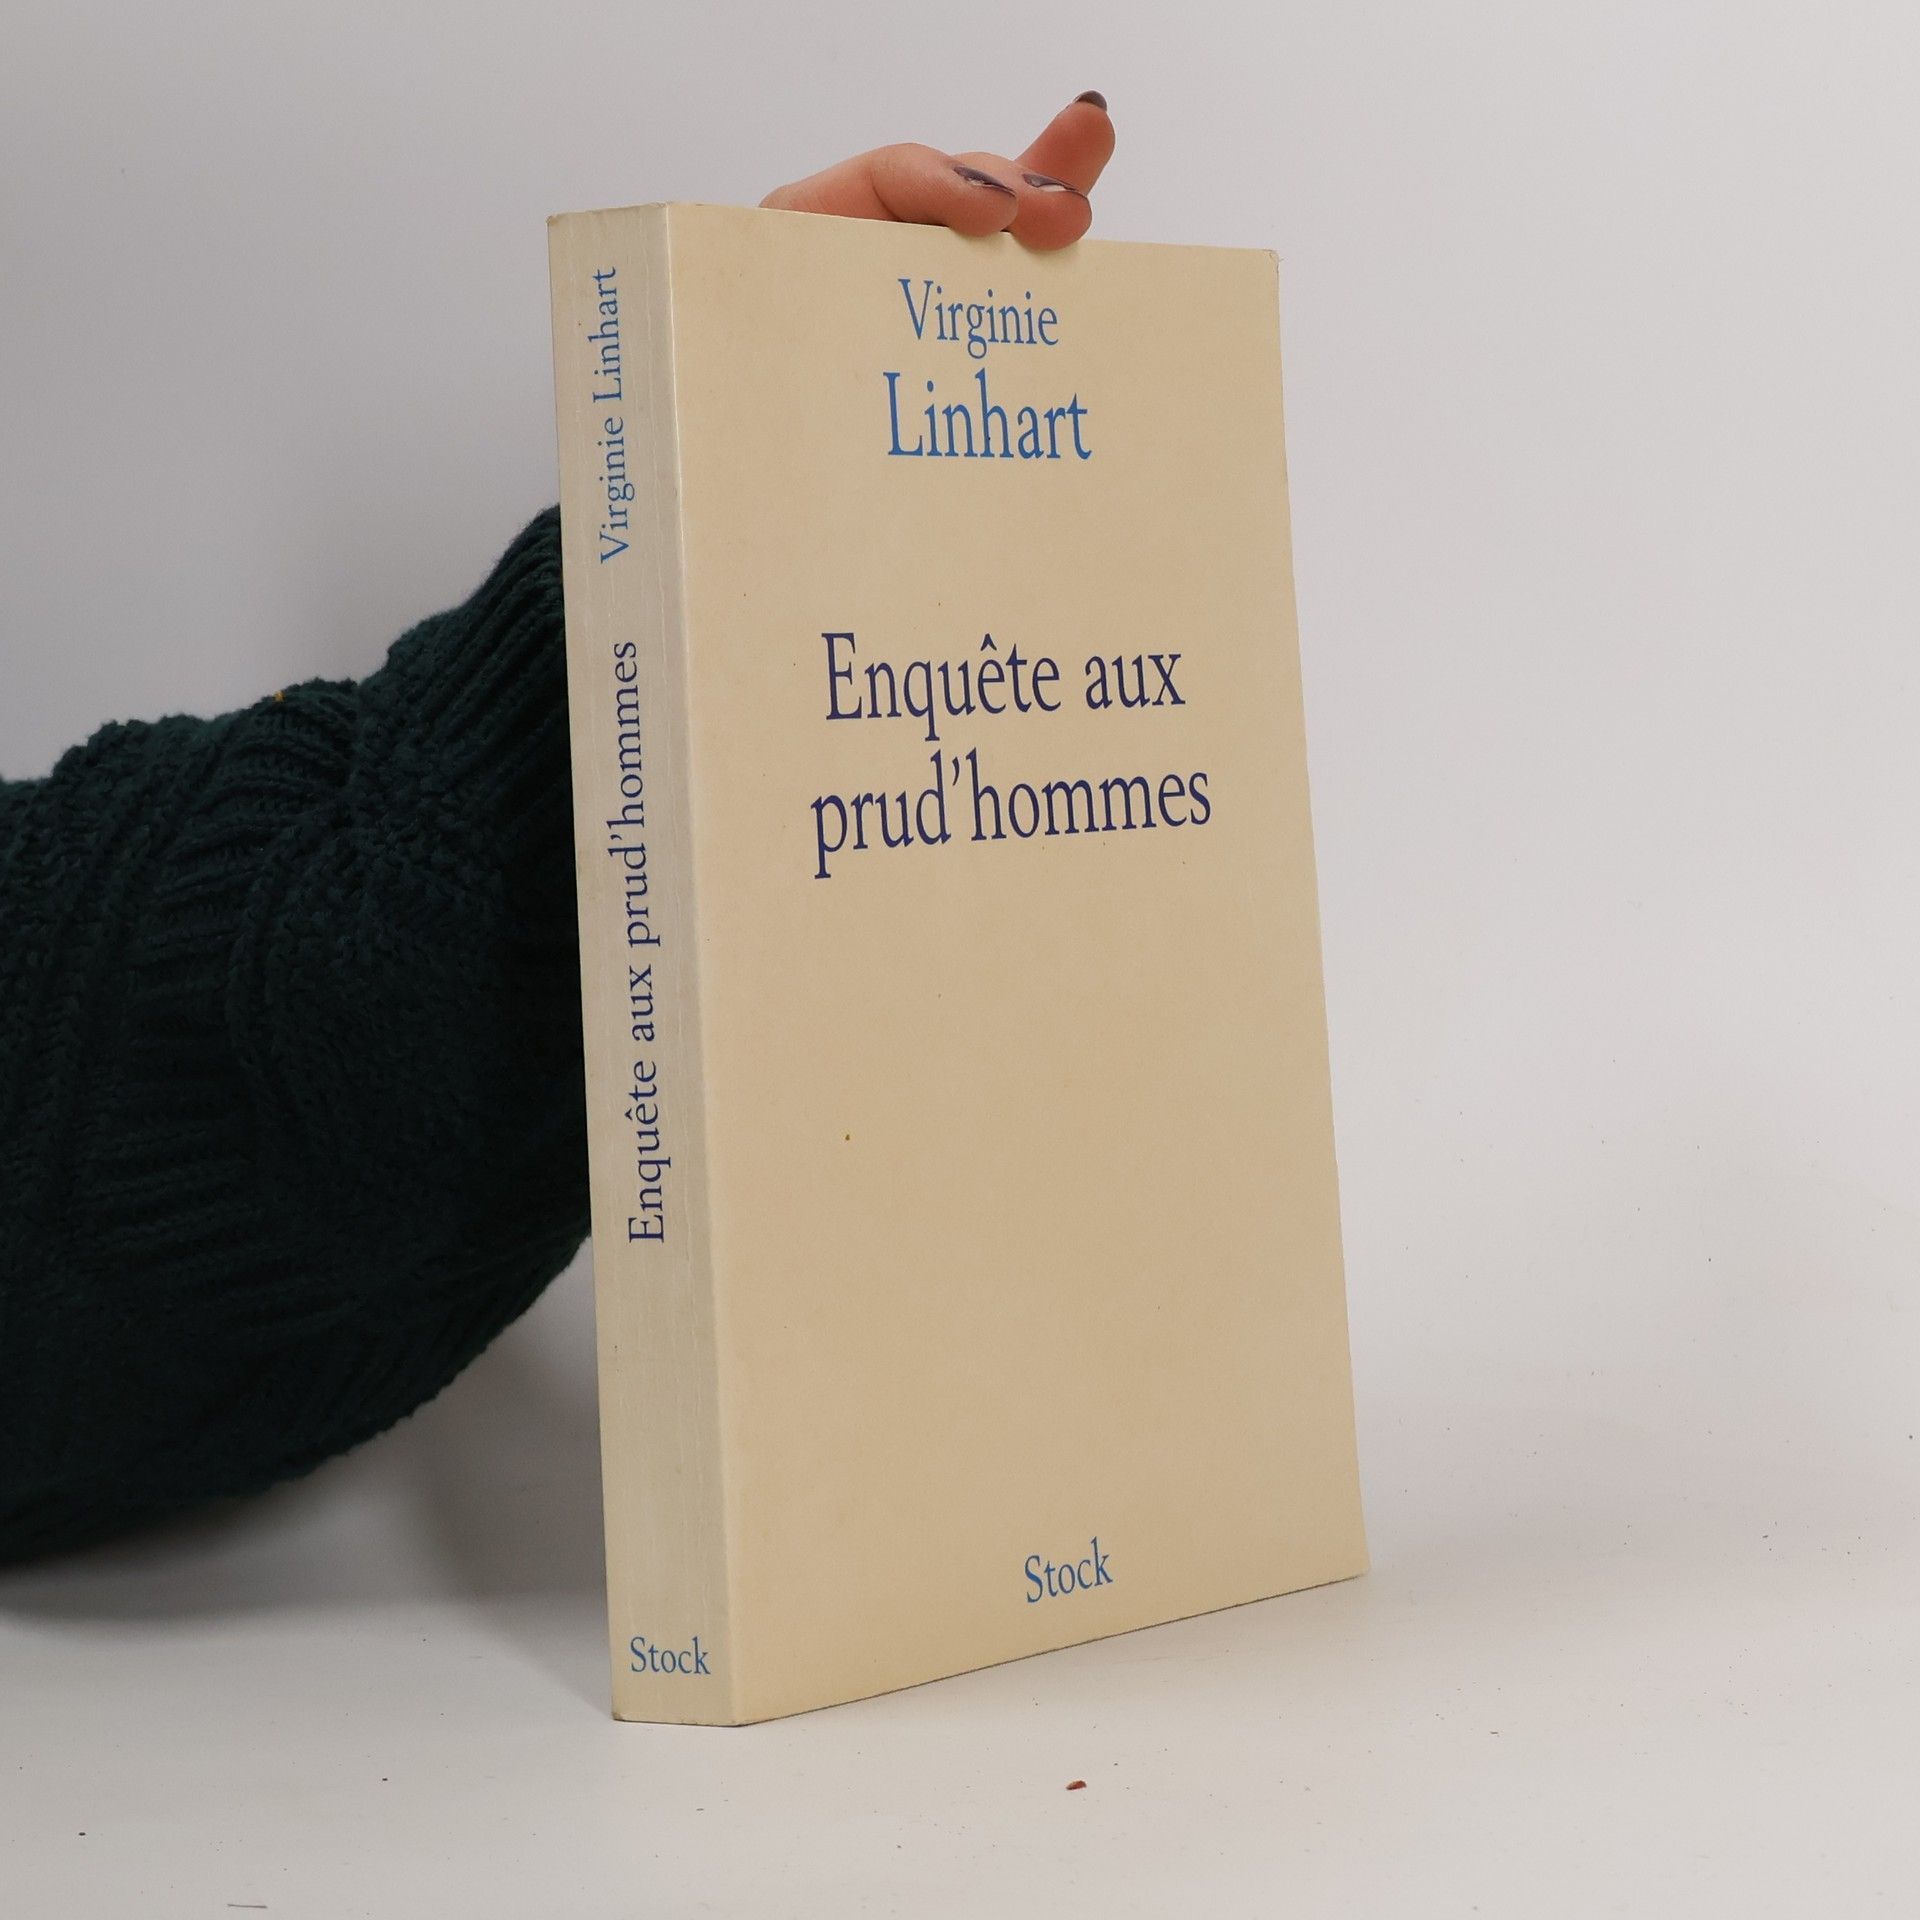 Virginie Linhart
Enquête aux prud'hommes
Stock
Virginie
Linhart
Enquête aux
prud'hommes
Stock